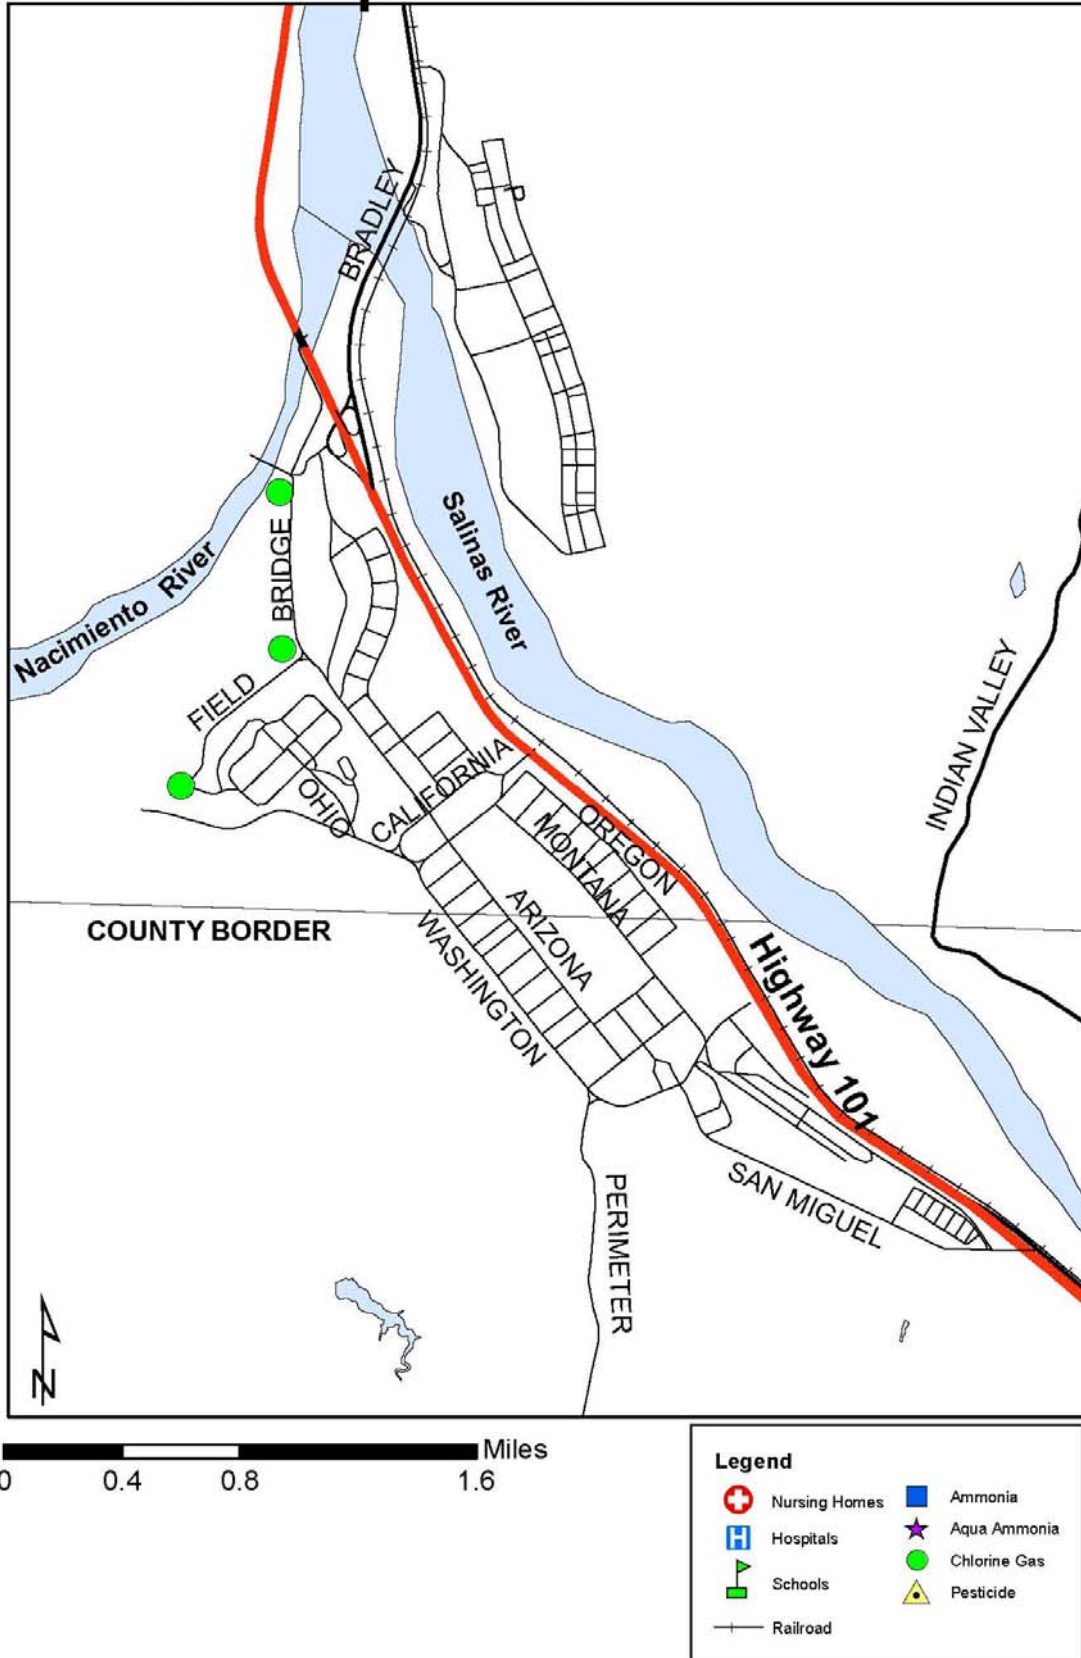 BRADLEY
P
Salinas River
BRIDGE
Nacimiento River
FIELD
INDIAN VALLEY
CALIFORNIA
OHIO
OREGON
MONTANA
ARIZONA
COUNTY BORDER
WASHINGTON
Highway 101
SAN MIGUEL
PERIMETER
N
Miles
0 0.4 0.8 1.6
Legend
Nursing Homes
Hospitals
Schools
Railroad
Ammonia
Aqua Ammonia
Chlorine Gas
Pesticide